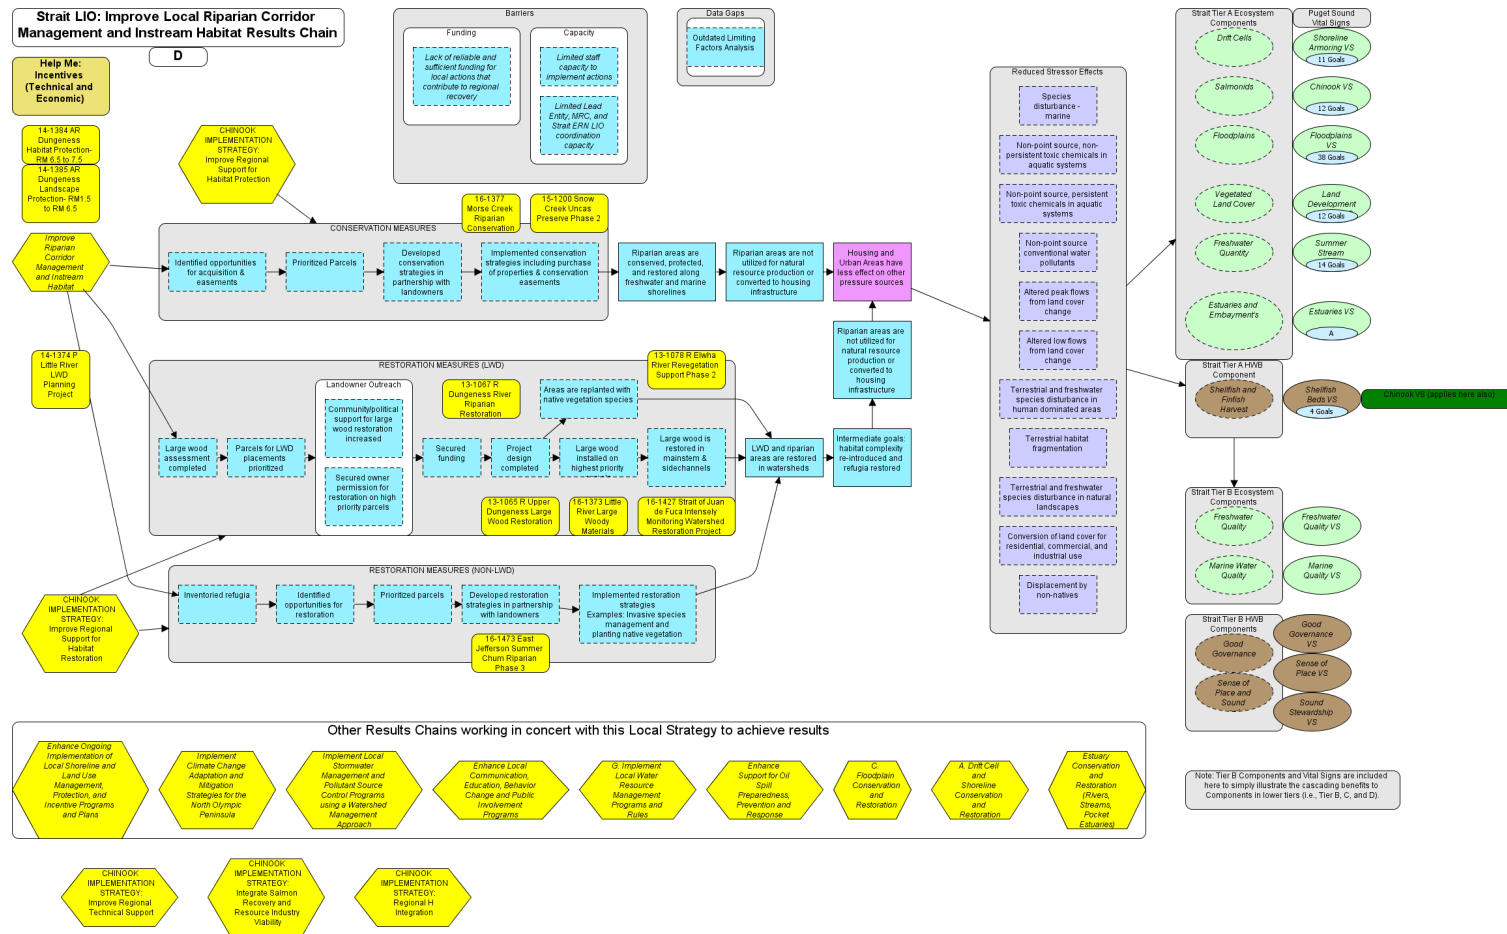 Strait LIO: Improve Local Riparian Corridor
Management and Instream Habitat Results Chain
D
Help Me:
Incentives
(Technical and
Economic)
14-1384 AR
Dungeness
Habitat Protection-
RM 6.5 to 7.5
14-1385 AR
Dungeness
Landscape
Protection- RM1.5
to RM 6.5
CHINOOK
IMPLEMENTATION
STRATEGY:
Improve Regional
Support for
Habitat Protection
Improve
Riparian
Corridor
Management
and Instream
Habitat
14-1374 P
Little River
LWD
Planning
Project
CHINOOK
IMPLEMENTATION
STRATEGY:
Improve Regional
Support for
Habitat
Restoration
Barriers
Funding
Lack of reliable and
sufficient funding for
local actions that
contribute to regional
recovery
Capacity
Limited staff
capacity to
implement actions
Limited Lead
Entity, MRC, and
Strait ERN LIO
coordination
capacity
Data Gaps
Outdated Limiting
Factors Analysis
16-1377
Morse Creek
Riparian
Conservation
15-1200 Snow
Creek Uncas
Preserve Phase 2
CONSERVATION MEASURES
Identified opportunities
for acquisition &
easements
Prioritized Parcels
Developed
conservation
strategies in
partnership with
landowners
Implemented conservation
strategies including purchase
of properties & conservation
easements
Riparian areas are
conserved, protected,
and restored along
freshwater and marine
shorelines
Riparian areas are not
utilized for natural
resource production or
converted to housing
infrastructure
Housing and
Urban Areas have
less effect on other
pressure sources
Riparian areas are
not utilized for
natural resource
production or
converted to
housing
infrastructure
Intermediate goals:
habitat complexity
re-introduced and
refugia restored
RESTORATION MEASURES (LWD)
13-1078 R Elwha
River Revegetation
Support Phase 2
Large wood
assessment
completed
Parcels for LWD
placements
prioritized
Landowner Outreach
Community/political
support for large
wood restoration
increased
Secured owner
permission for
restoration on high
priority parcels
13-1067 R
Dungeness River
Riparian
Restoration
Secured
funding
Project
design
completed
Areas are replanted with
native vegetation species
Large wood
installed on
highest priority
Large wood is
restored in
mainstem &
sidechannels
LWD and riparian
areas are restored
in watersheds
13-1065 R Upper
Dungeness Large
Wood Restoration
16-1373 Little
River Large
Woody
Materials
16-1427 Strait of Juan
de Fuca Intensely
Monitoring Watershed
Restoration Project
RESTORATION MEASURES (NON-LWD)
Inventoried refugia
Identified
opportunities for
restoration
Prioritized parcels
Developed restoration
strategies in partnership
with landowners
Implemented restoration
strategies
Examples: Invasive species
management and
planting native vegetation
16-1473 East
Jefferson Summer
Chum Riparian
Phase 3
Reduced Stressor Effects
Species
disturbance -
marine
Non-point source, non-
persistent toxic chemicals in
aquatic systems
Non-point source, persistent
toxic chemicals in aquatic
systems
Non-point source
conventional water
pollutants
Altered peak flows
from land cover
change
Altered low flows
from land cover
change
Terrestrial and freshwater
species disturbance in
human dominated areas
Terrestrial habitat
fragmentation
Terrestrial and freshwater
species disturbance in natural
landscapes
Conversion of land cover for
residential, commercial, and
industrial use
Displacement by
non-natives
Strait Tier A Ecosystem
Components
Puget Sound
Vital Signs
Drift Cells
Shoreline
Armoring VS
11 Goals
Salmonids
Chinook VS
12 Goals
Floodplains
Floodplains
VS
38 Goals
Vegetated
Land Cover
Land
Development
12 Goals
Freshwater
Quantity
Summer
Stream
14 Goals
Estuaries and
Embayment's
Estuaries VS
A
Strait Tier A HWB
Component
Shellfish and
Finfish
Harvest
Shellfish
Beds VS
4 Goals
Chinook VS (applies here also)
Strait Tier B Ecosystem
Components
Freshwater
Quality
Freshwater
Quality VS
Marine Water
Quality
Marine
Quality VS
Strait Tier B HWB
Components
Good
Governance
Good
Governance
VS
Sense of
Place VS
Sense of
Place and
Sound
Sound
Stewardship
VS
Note: Tier B Components and Vital Signs are included
here to simply illustrate the cascading benefits to
Components in lower tiers (i.e., Tier B, C, and D).
Other Results Chains working in concert with this Local Strategy to achieve results
Enhance Ongoing
Implementation of
Local Shoreline and
Land Use
Management,
Protection, and
Incentive Programs
and Plans
Implement
Climate Change
Adaptation and
Mitigation
Strategies for the
North Olympic
Peninsula
Implement Local
Stormwater
Management and
Pollutant Source
Control Programs
using a Watershed
Management
Approach
Enhance Local
Communication,
Education, Behavior
Change and Public
Involvement
Programs
G. Implement
Local Water
Resource
Management
Programs and
Rules
Enhance
Support for Oil
Spill
Preparedness,
Prevention and
Response
C.
Floodplain
Conservation
and
Restoration
A. Drift Cell
and
Shoreline
Conservation
and
Restoration
Estuary
Conservation
and
Restoration
(Rivers,
Streams,
Pocket
Estuaries)
CHINOOK
IMPLEMENTATION
STRATEGY:
Improve Regional
Technical Support
CHINOOK
IMPLEMENTATION
STRATEGY:
Integrate Salmon
Recovery and
Resource Industry
Viability
CHINOOK
IMPLEMENTATION
STRATEGY:
Regional H
Integration